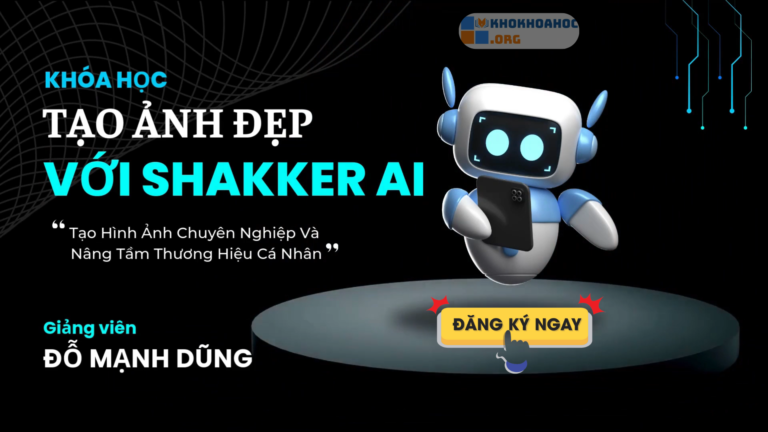 KHOKHOAHOC
.ORG
KHÓA HỌC
TẠO ẢNH ĐẸP
VỚI SHAKKER AI
“Tạo Hình Ảnh Chuyên Nghiệp Và
Nâng Tầm Thương Hiệu Cá Nhân”
Giảng viên
ĐỖ MẠNH DŨNG
ĐĂNG KÝ NGAY